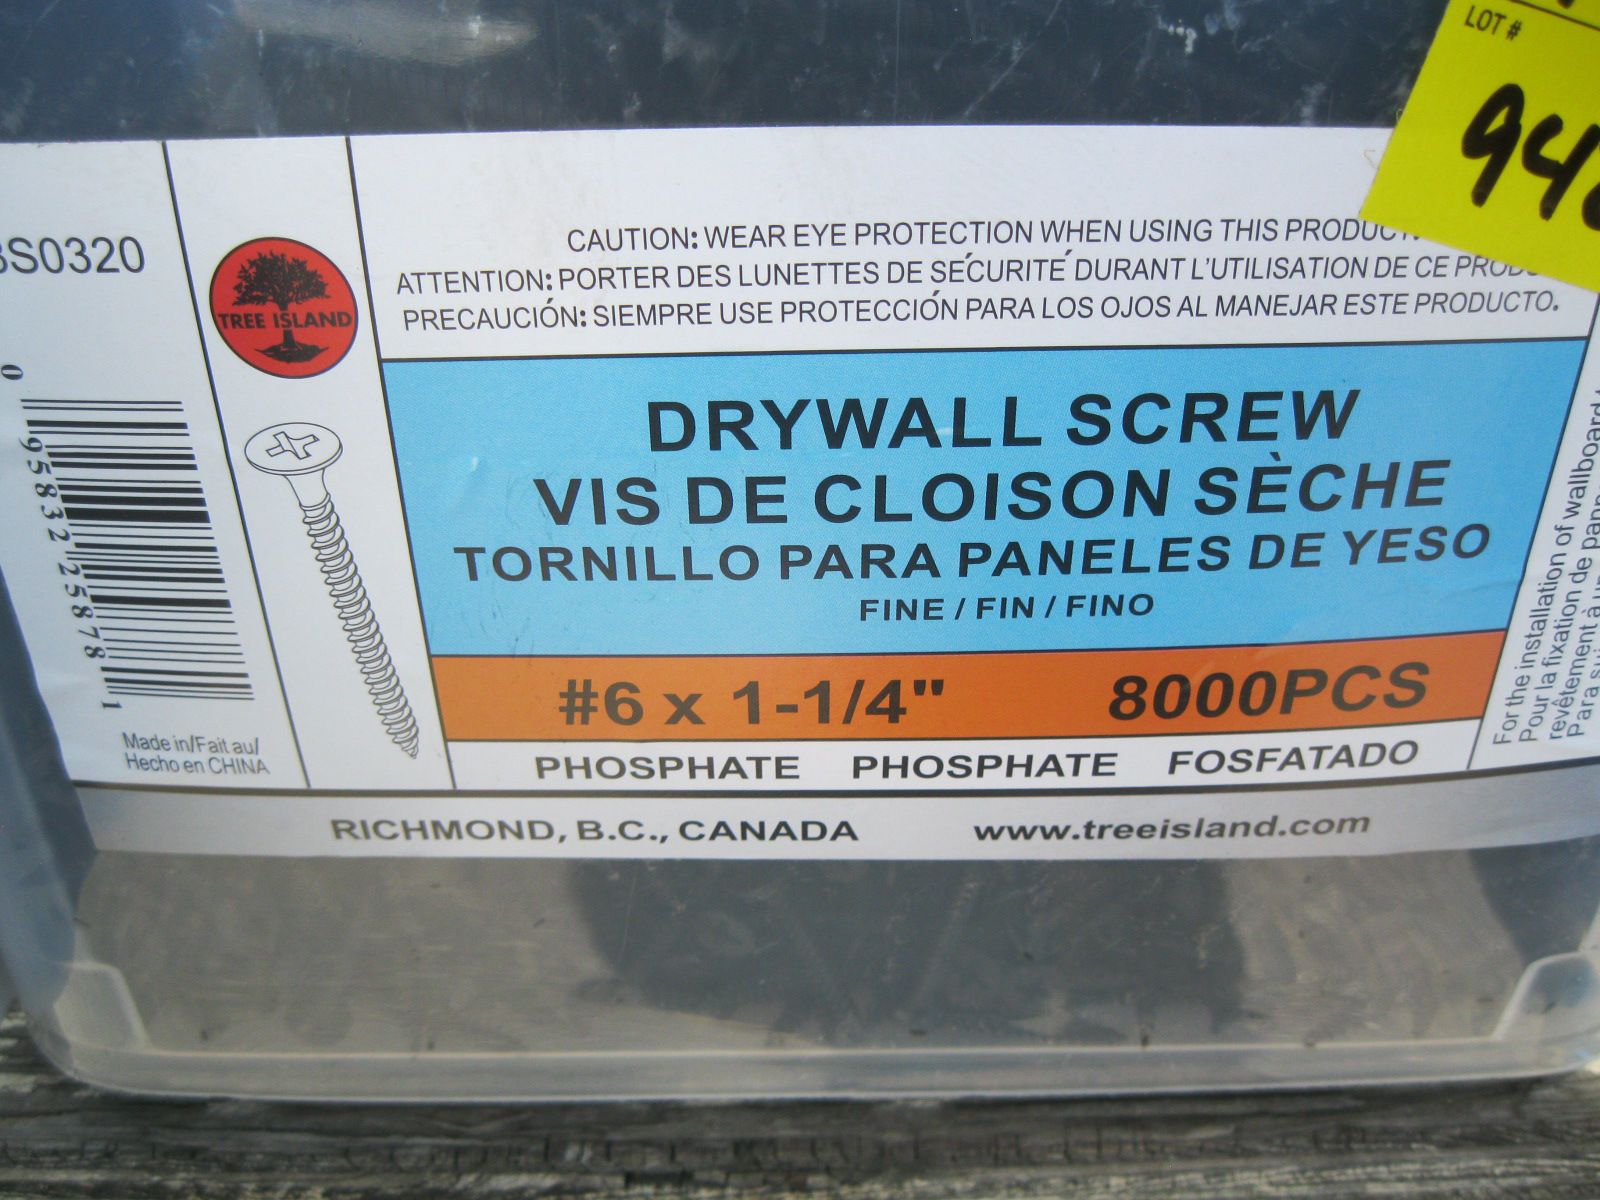 LOT #
BS0320
TREE ISLAND
CAUTION: WEAR EYE PROTECTION WHEN USING THIS
ATTENTION: PORTER DES LUNETTES DE SÉCURITÉ DURANT L'UTILISATION DE CE
PRECAUCIÓN: SIEMPRE USE PROTECCIÓN PARA LOS OJOS AL MANEJAR ESTE PRODUCTO.
DRYWALL SCREW
VIS DE CLOISON SÈCHE
TORNILLO PARA PANELES DE YESO
FINE / FIN / FINO
#6 x 1-1/4" 8000PCS
PHOSPHATE PHOSPHATE FOSFATADO
0 95832 25878 1
Made in/Fait au/
Hecho en CHINA
RICHMOND, B.C., CANADA www.treeisland.com
For the installation of wallboard
Pour la fixation de
revêtement à
Para